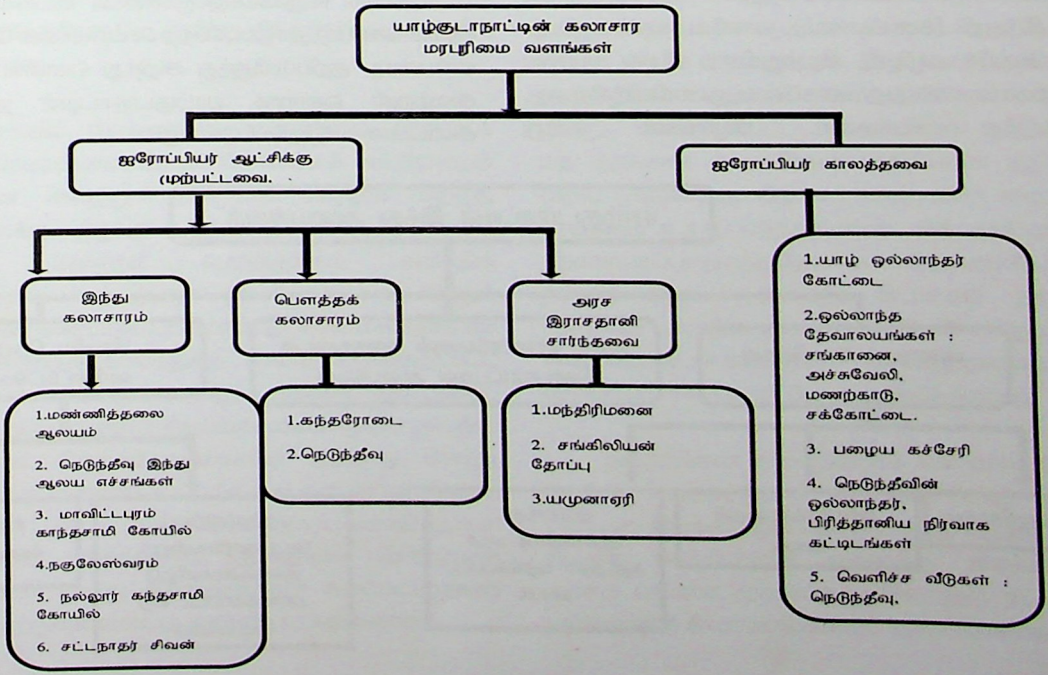 யாழ்குடாநாட்டின் கலாசார
மரபுரிமை வளங்கள்
ஐரோப்பியர் ஆட்சிக்கு
முற்பட்டவை.
ஐரோப்பியர் காலத்தவை
இந்து
கலாசாரம்
பௌத்தக்
கலாசாரம்
அரச
இராசதானி
சார்ந்தவை
1.மண்ணித்தலை
ஆலயம்
2. நெடுந்தீவு இந்து
ஆலய எச்சங்கள்
3. மாவிட்டபுரம்
காந்தசாமி கோயில்
4.நகுலேஸ்வரம்
5. நல்லூர் கந்தசாமி
கோயில்
6. சட்டநாதர் சிவன்
1.கந்தரோடை
2.நெடுந்தீவு
1.மந்திரிமனை
2. சங்கிலியன்
தோப்பு
3.யமுனாஏரி
1.யாழ் ஒல்லாந்தர்
கோட்டை
2.ஒல்லாந்த
தேவாலயங்கள் :
சங்கானை,
அச்சுவேலி,
மணற்காடு,
சக்கோட்டை.
3. பழைய கச்சேரி
4. நெடுந்தீவின்
ஒல்லாந்தர்,
பிரித்தானிய நிர்வாக
கட்டிடங்கள்
5. வெளிச்ச வீடுகள் :
நெடுந்தீவு,